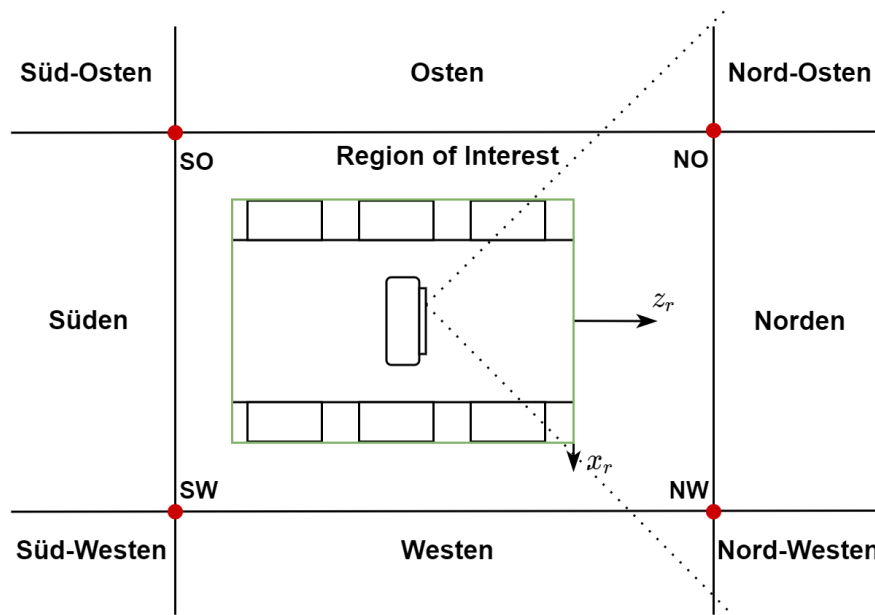 Süd-Osten
Osten
Nord-Osten
SO
Region of Interest
NO
Süden
z_r
Norden
x_r
SW
NW
Süd-Westen
Westen
Nord-Westen